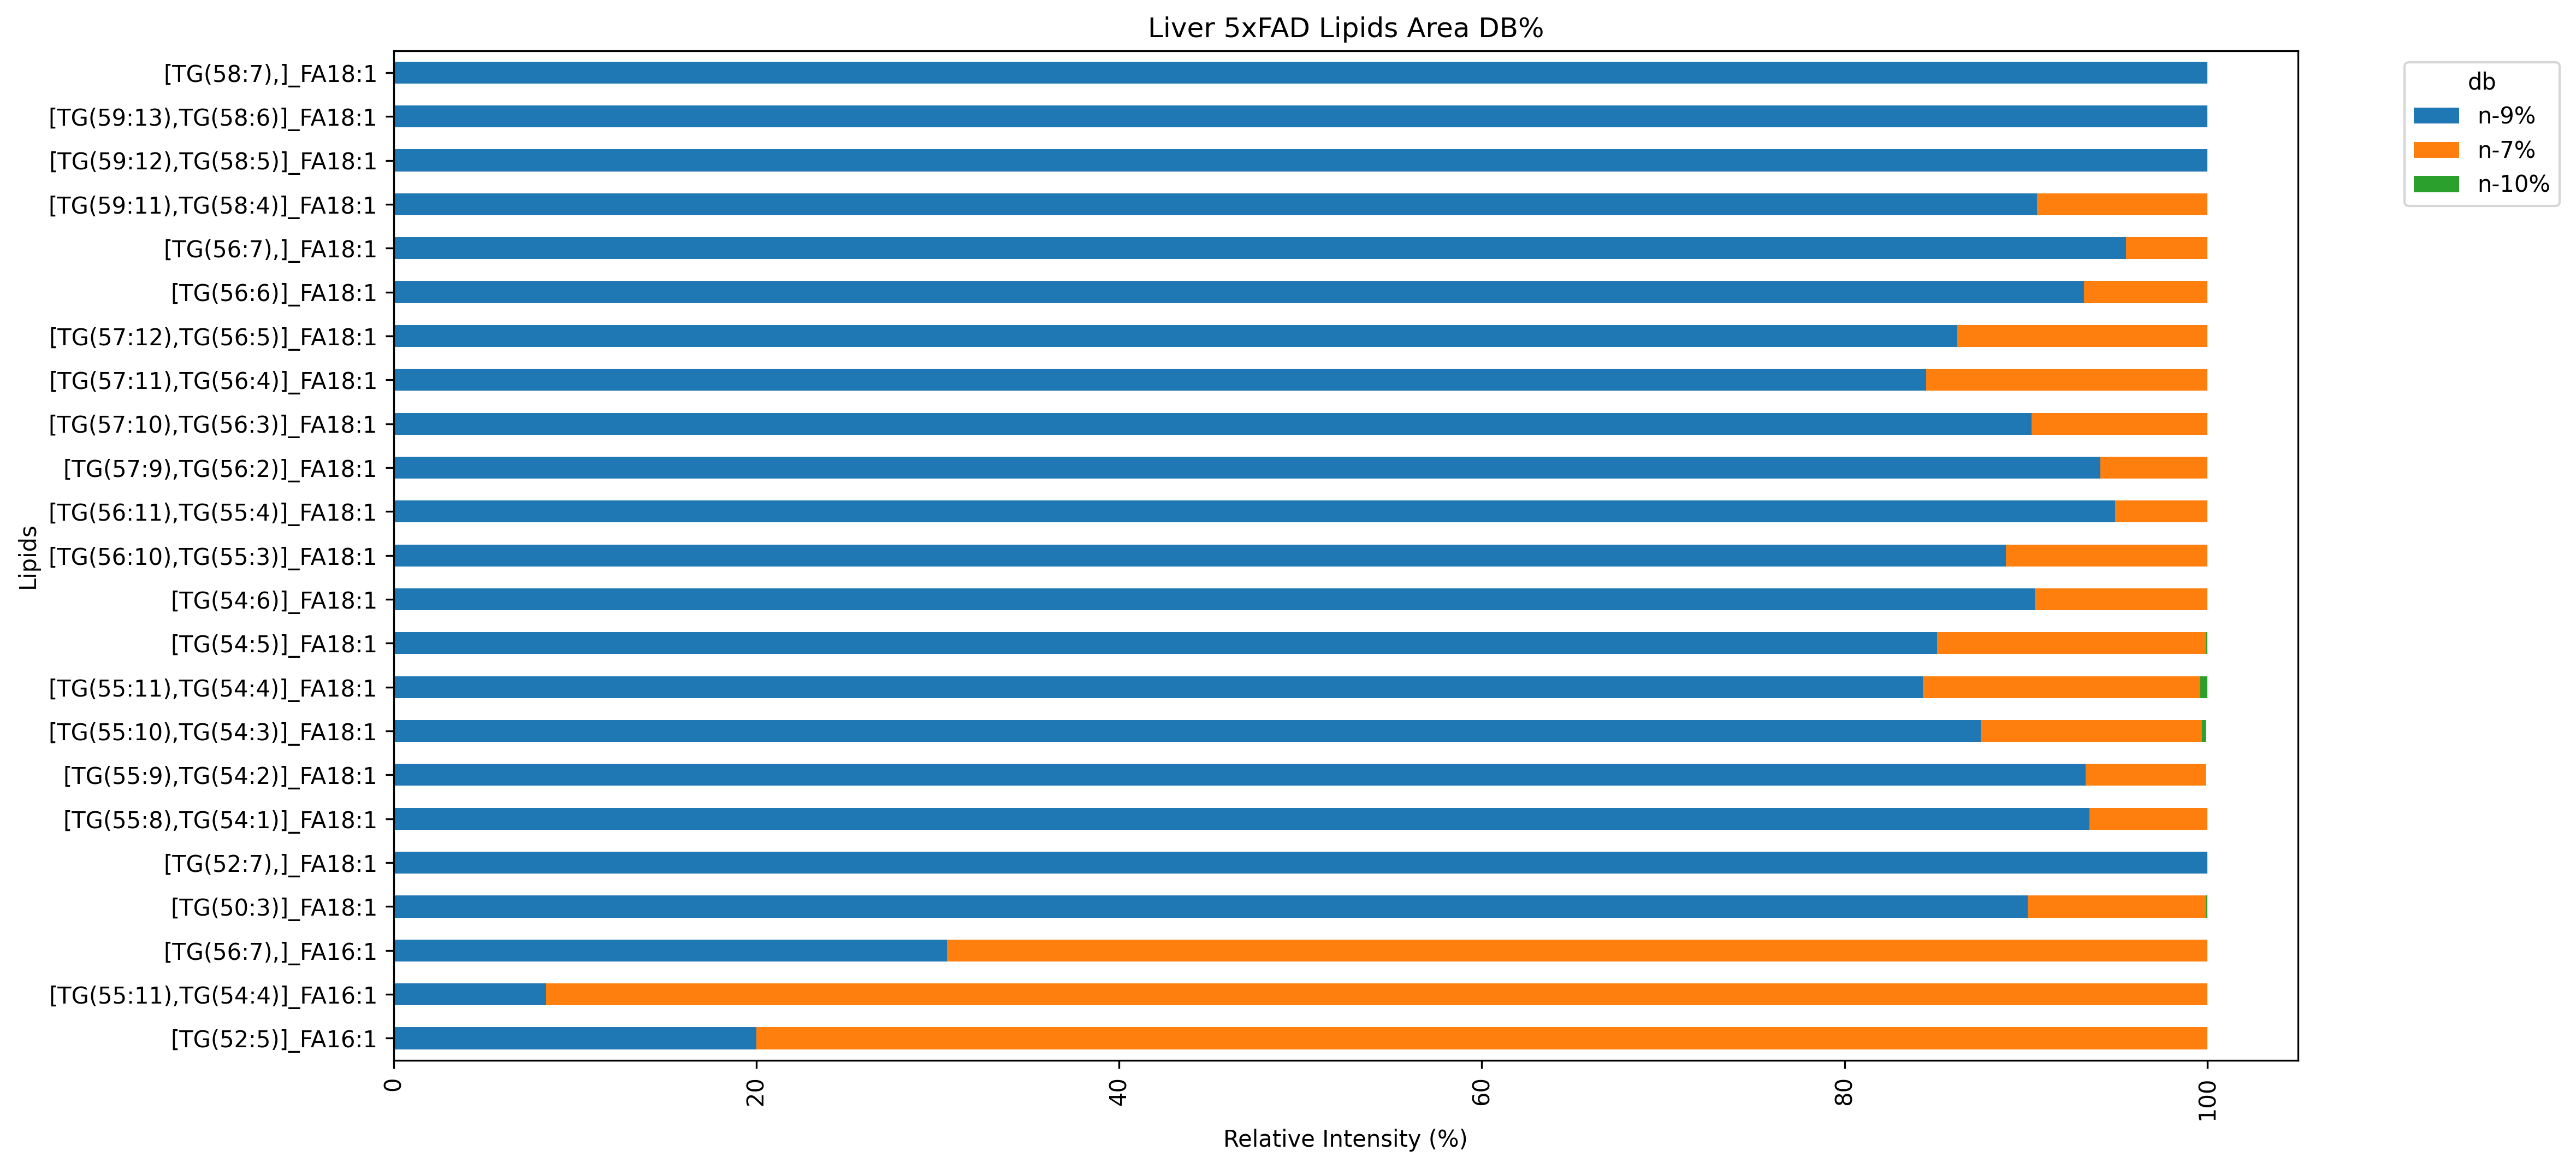 Liver 5xFAD Lipids Area DB%
Lipids
[TG(58:7),]_FA18:1
[TG(59:13),TG(58:6)]_FA18:1
[TG(59:12),TG(58:5)]_FA18:1
[TG(59:11),TG(58:4)]_FA18:1
[TG(56:7),]_FA18:1
[TG(56:6)]_FA18:1
[TG(57:12),TG(56:5)]_FA18:1
[TG(57:11),TG(56:4)]_FA18:1
[TG(57:10),TG(56:3)]_FA18:1
[TG(57:9),TG(56:2)]_FA18:1
[TG(56:11),TG(55:4)]_FA18:1
[TG(56:10),TG(55:3)]_FA18:1
[TG(54:6)]_FA18:1
[TG(54:5)]_FA18:1
[TG(55:11),TG(54:4)]_FA18:1
[TG(55:10),TG(54:3)]_FA18:1
[TG(55:9),TG(54:2)]_FA18:1
[TG(55:8),TG(54:1)]_FA18:1
[TG(52:7),]_FA18:1
[TG(50:3)]_FA18:1
[TG(56:7),]_FA16:1
[TG(55:11),TG(54:4)]_FA16:1
[TG(52:5)]_FA16:1
0 20 40 60 80 100
Relative Intensity (%)
db
n-9%
n-7%
n-10%